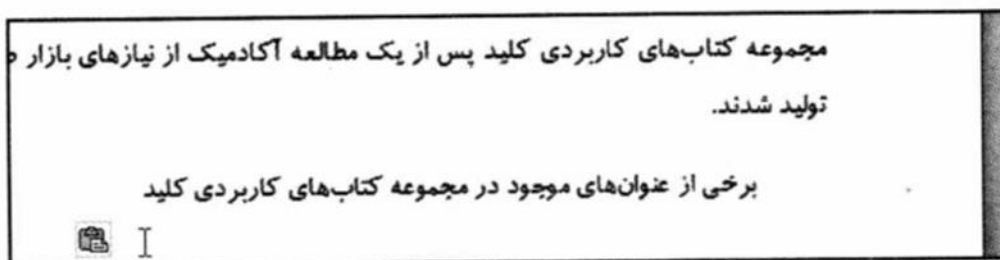 مجموعه کتاب‌های کاربردی کلید پس از یک مطالعه آکادمیک از نیازهای بازار
تولید شدند.
برخی از عنوان‌های موجود در مجموعه کتاب‌های کاربردی کلید